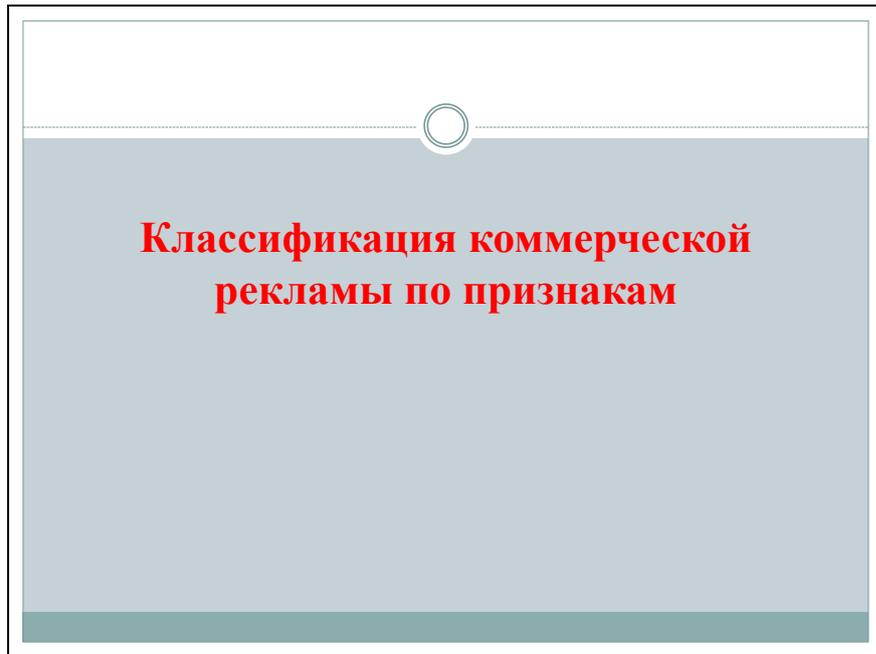 Классификация коммерческой
рекламы по признакам